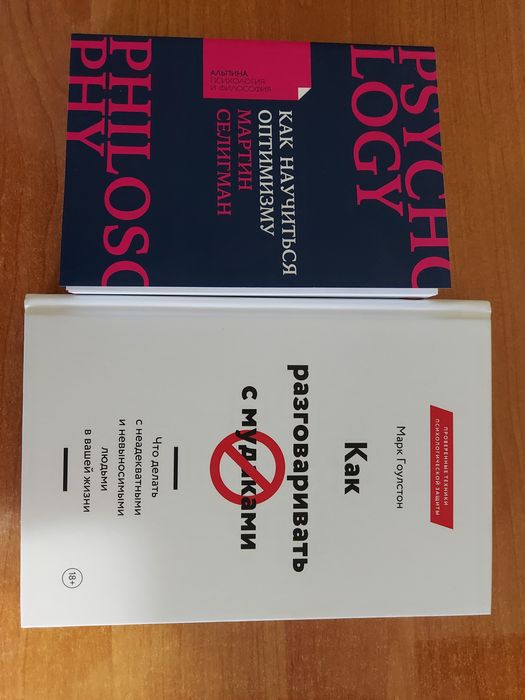 PSYCHO
LOGY
АЛЬПИНА
ПСИХОЛОГИЯ
И ФИЛОСОФИЯ
КАК НАУЧИТЬСЯ
ОПТИМИЗМУ
МАРТИН
СЕЛИГМАН
PHILOSO
PHY
ПРОВЕРЕННЫЕ ТЕХНИКИ
ПСИХОЛОГИЧЕСКОЙ ЗАЩИТЫ
Марк Гоулстон
Как
разговаривать
с мудаками
Что делать
с неадекватными
и невыносимыми
людьми
в вашей жизни
18+